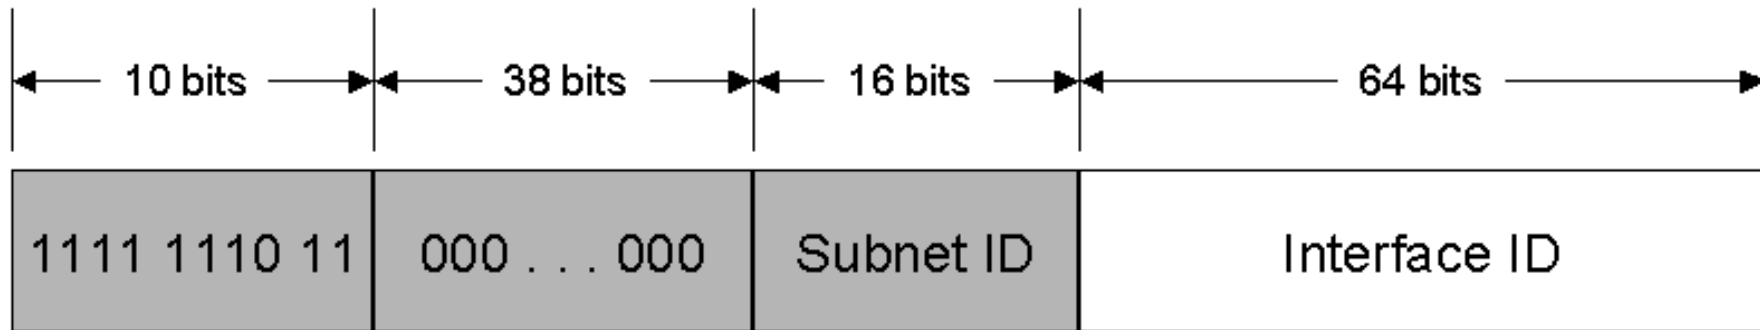 10 bits 38 bits 16 bits 64 bits
1111 1110 11 000 . . . 000 Subnet ID Interface ID